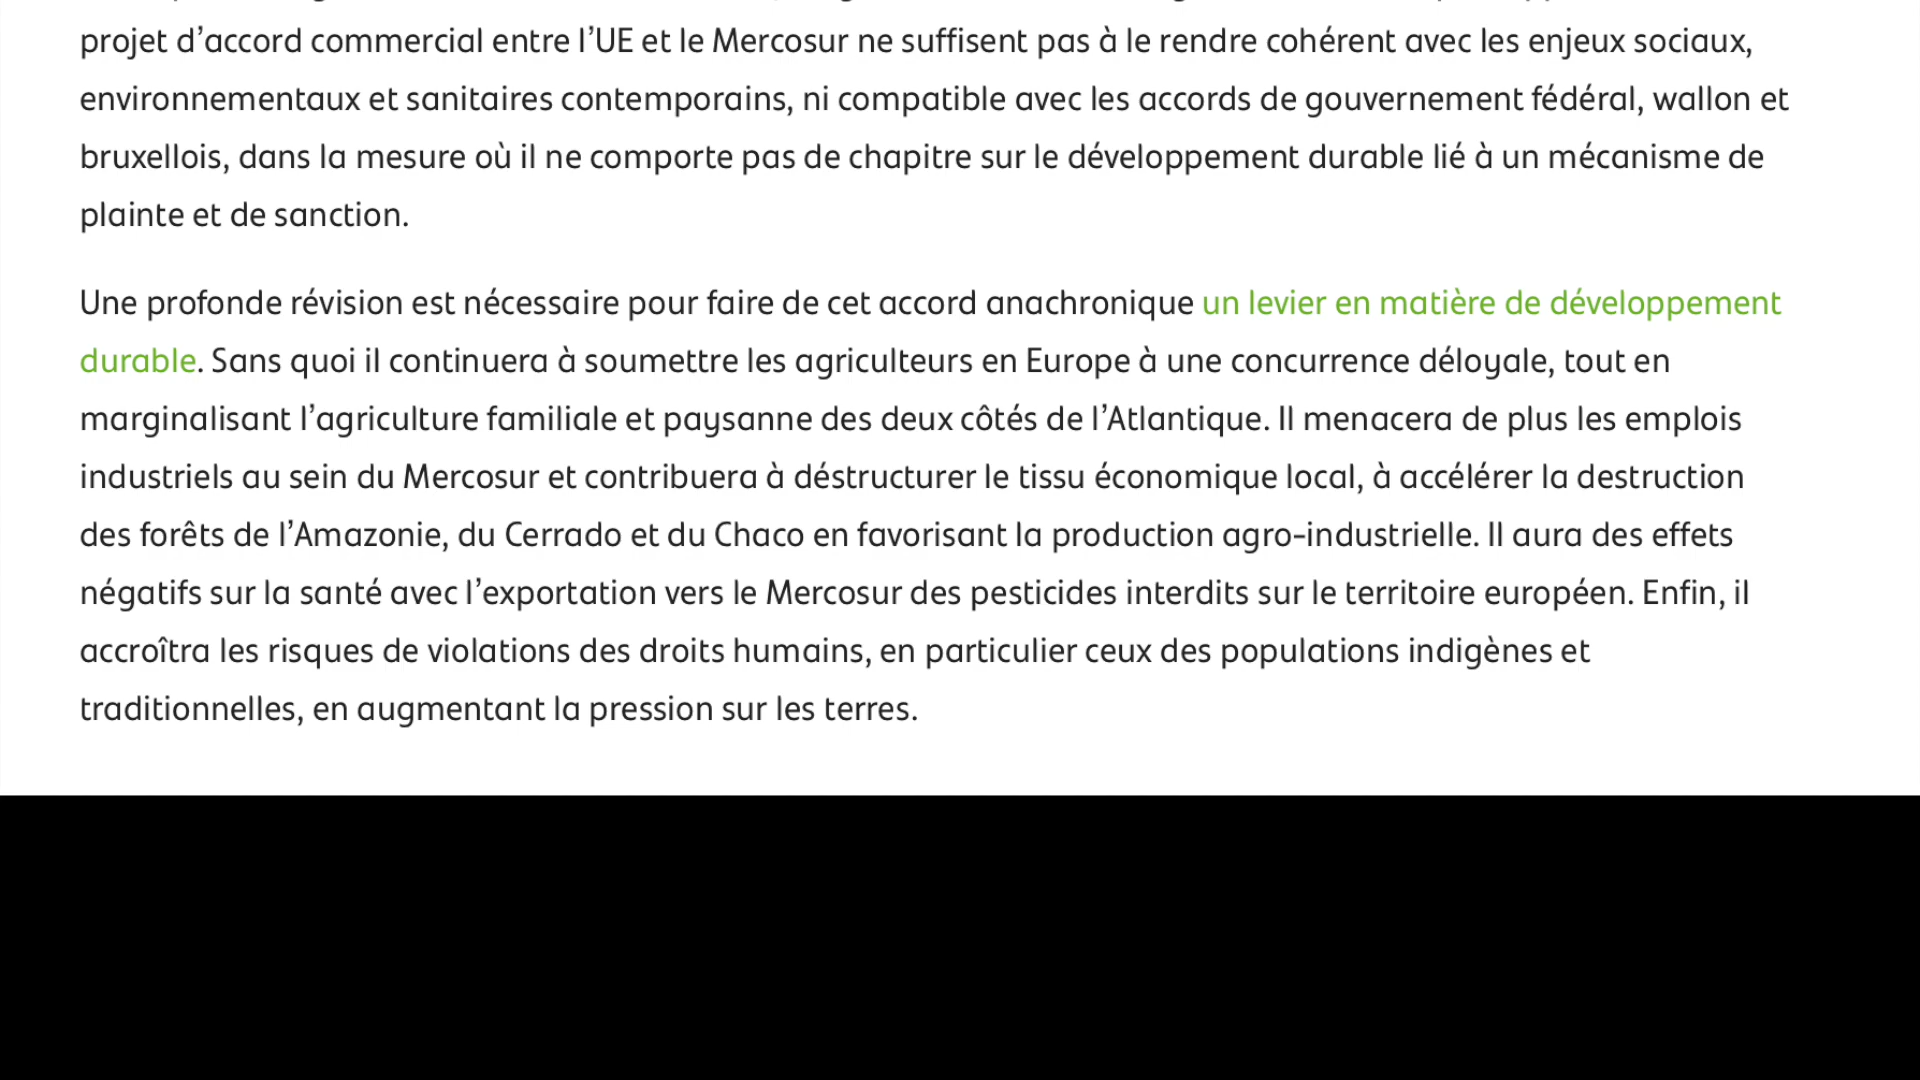 projet d’accord commercial entre l’UE et le Mercosur ne suffisent pas à le rendre cohérent avec les enjeux sociaux,
environnementaux et sanitaires contemporains, ni compatible avec les accords de gouvernement fédéral, wallon et
bruxellois, dans la mesure où il ne comporte pas de chapitre sur le développement durable lié à un mécanisme de
plainte et de sanction.
Une profonde révision est nécessaire pour faire de cet accord anachronique un levier en matière de développement
durable. Sans quoi il continuera à soumettre les agriculteurs en Europe à une concurrence déloyale, tout en
marginalisant l’agriculture familiale et paysanne des deux côtés de l’Atlantique. Il menacera de plus les emplois
industriels au sein du Mercosur et contribuera à déstructurer le tissu économique local, à accélérer la destruction
des forêts de l’Amazonie, du Cerrado et du Chaco en favorisant la production agro-industrielle. Il aura des effets
négatifs sur la santé avec l’exportation vers le Mercosur des pesticides interdits sur le territoire européen. Enfin, il
accroîtra les risques de violations des droits humains, en particulier ceux des populations indigènes et
traditionnelles, en augmentant la pression sur les terres.